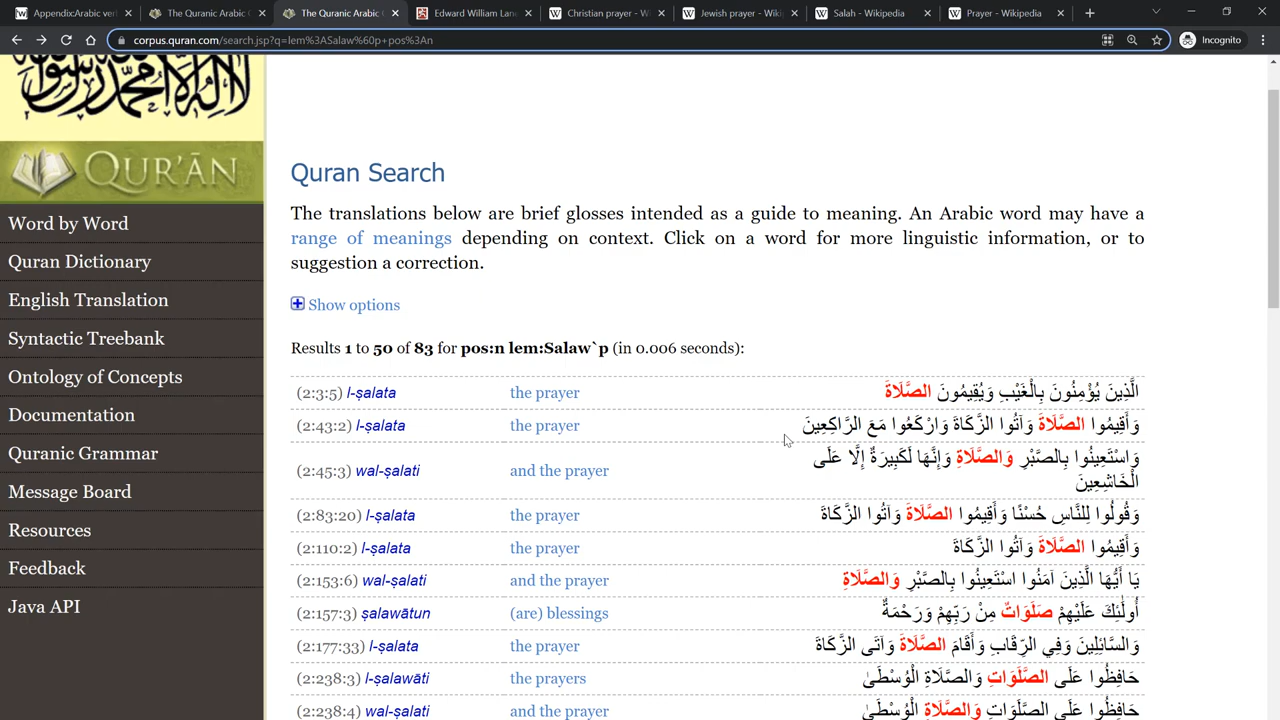 AppendixArabic verb
The Quranic Arabic C
The Quranic Arabic C
Edward William Lan
Christian prayer - Wi
Jewish prayer - Wiki
Salah - Wikipedia
Prayer - Wikipedia
corpus.quran.com/search.jsp?q=lem%3ASalaw%60p+pos%3An
Incognito
QUR'ĀN
Word by Word
Quran Dictionary
English Translation
Syntactic Treebank
Ontology of Concepts
Documentation
Quranic Grammar
Message Board
Resources
Feedback
Java API
Quran Search
The translations below are brief glosses intended as a guide to meaning. An Arabic word may have a
range of meanings depending on context. Click on a word for more linguistic information, or to
suggestion a correction.
Show options
Results 1 to 50 of 83 for pos:n lem:Salaw`p (in 0.006 seconds):
(2:3:5) l-ṣalata the prayer الَّذِينَ يُؤْمِنُونَ بِالْغَيْبِ وَيُقِيمُونَ الصَّلَاةَ
(2:43:2) l-ṣalata the prayer وَأَقِيمُوا الصَّلَاةَ وَآتُوا الزَّكَاةَ وَارْكَعُوا مَعَ الرَّاكِعِينَ
(2:45:3) wal-ṣalati and the prayer وَاسْتَعِينُوا بِالصَّبْرِ وَالصَّلَاةِ وَإِنَّهَا لَكَبِيرَةٌ إِلَّا عَلَى
الْخَاشِعِينَ
(2:83:20) l-ṣalata the prayer وَقُولُوا لِلنَّاسِ حُسْنًا وَأَقِيمُوا الصَّلَاةَ وَآتُوا الزَّكَاةَ
(2:110:2) l-ṣalata the prayer وَأَقِيمُوا الصَّلَاةَ وَآتُوا الزَّكَاةَ
(2:153:6) wal-ṣalati and the prayer يَا أَيُّهَا الَّذِينَ آمَنُوا اسْتَعِينُوا بِالصَّبْرِ وَالصَّلَاةِ
(2:157:3) ṣalawātun (are) blessings أُولَٰئِكَ عَلَيْهِمْ صَلَوَاتٌ مِنْ رَبِّهِمْ وَرَحْمَةٌ
(2:177:33) l-ṣalata the prayer وَالسَّائِلِينَ وَفِي الرِّقَابِ وَأَقَامَ الصَّلَاةَ وَآتَى الزَّكَاةَ
(2:238:3) l-ṣalawāti the prayers حَافِظُوا عَلَى الصَّلَوَاتِ وَالصَّلَاةِ الْوُسْطَىٰ
(2:238:4) wal-ṣalati and the prayer حَافِظُوا عَلَى الصَّلَوَاتِ وَالصَّلَاةِ الْوُسْطَىٰ